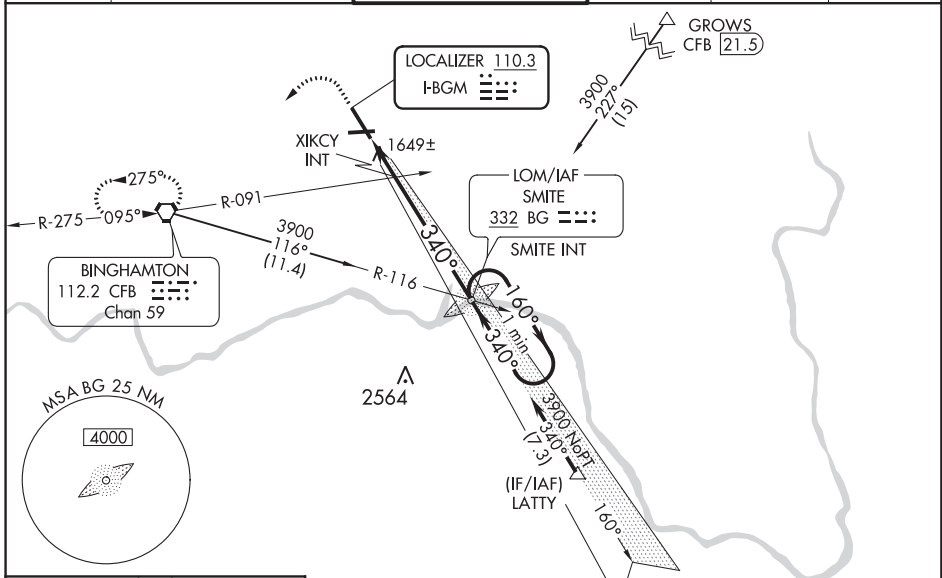 GROWS
CFB 21.5
3900
227°
(15)
LOCALIZER 110.3
I-BGM
XIKCY
INT
1649±
LOM/IAF
SMITE
332 BG
SMITE INT
275°
R-275
095°
R-091
3900
116°
(11.4)
R-116
BINGHAMTON
112.2 CFB
Chan 59
340°
160°
1 min
340°
2564
MSA BG 25 NM
4000
3900 NoPT
340°
(7.3)
(IF/IAF)
LATTY
160°